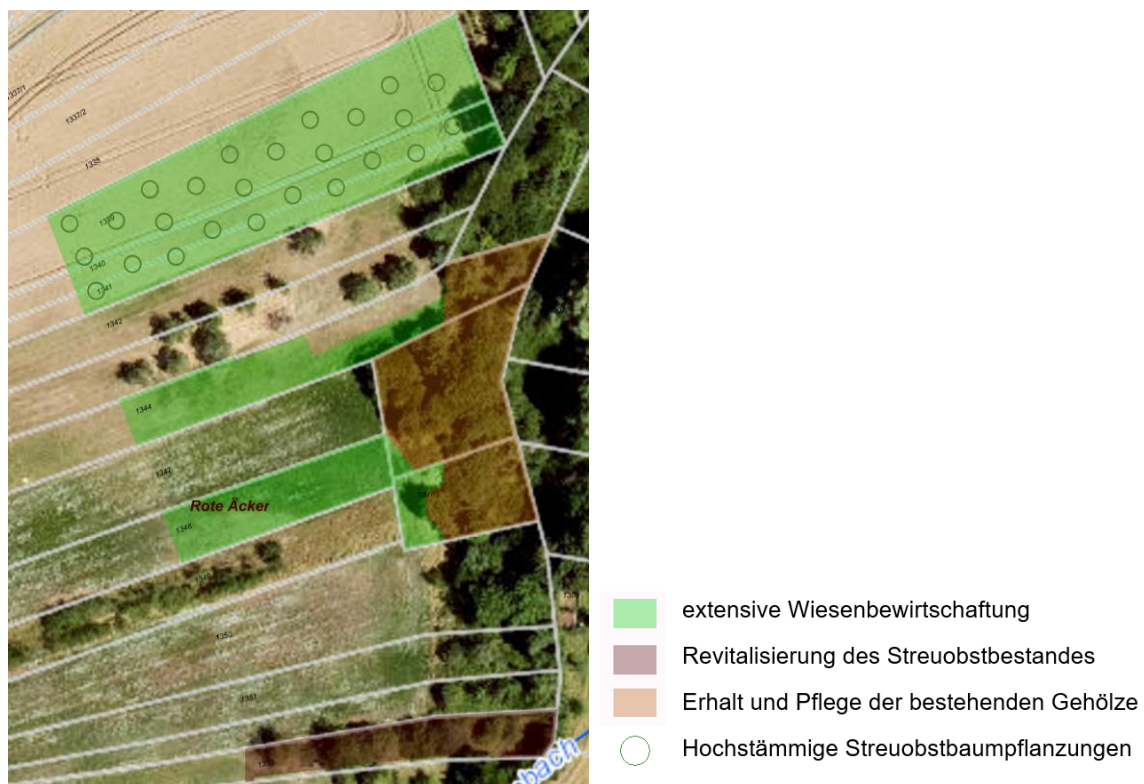 1337/1
1337/2
1338
1339
1340
1341
1342
1344
1347
Rote Äcker
1348
1350
1351
1353
bach
extensive Wiesenbewirtschaftung
Revitalisierung des Streuobstbestandes
Erhalt und Pflege der bestehenden Gehölze
Hochstämmige Streuobstbaumpflanzungen